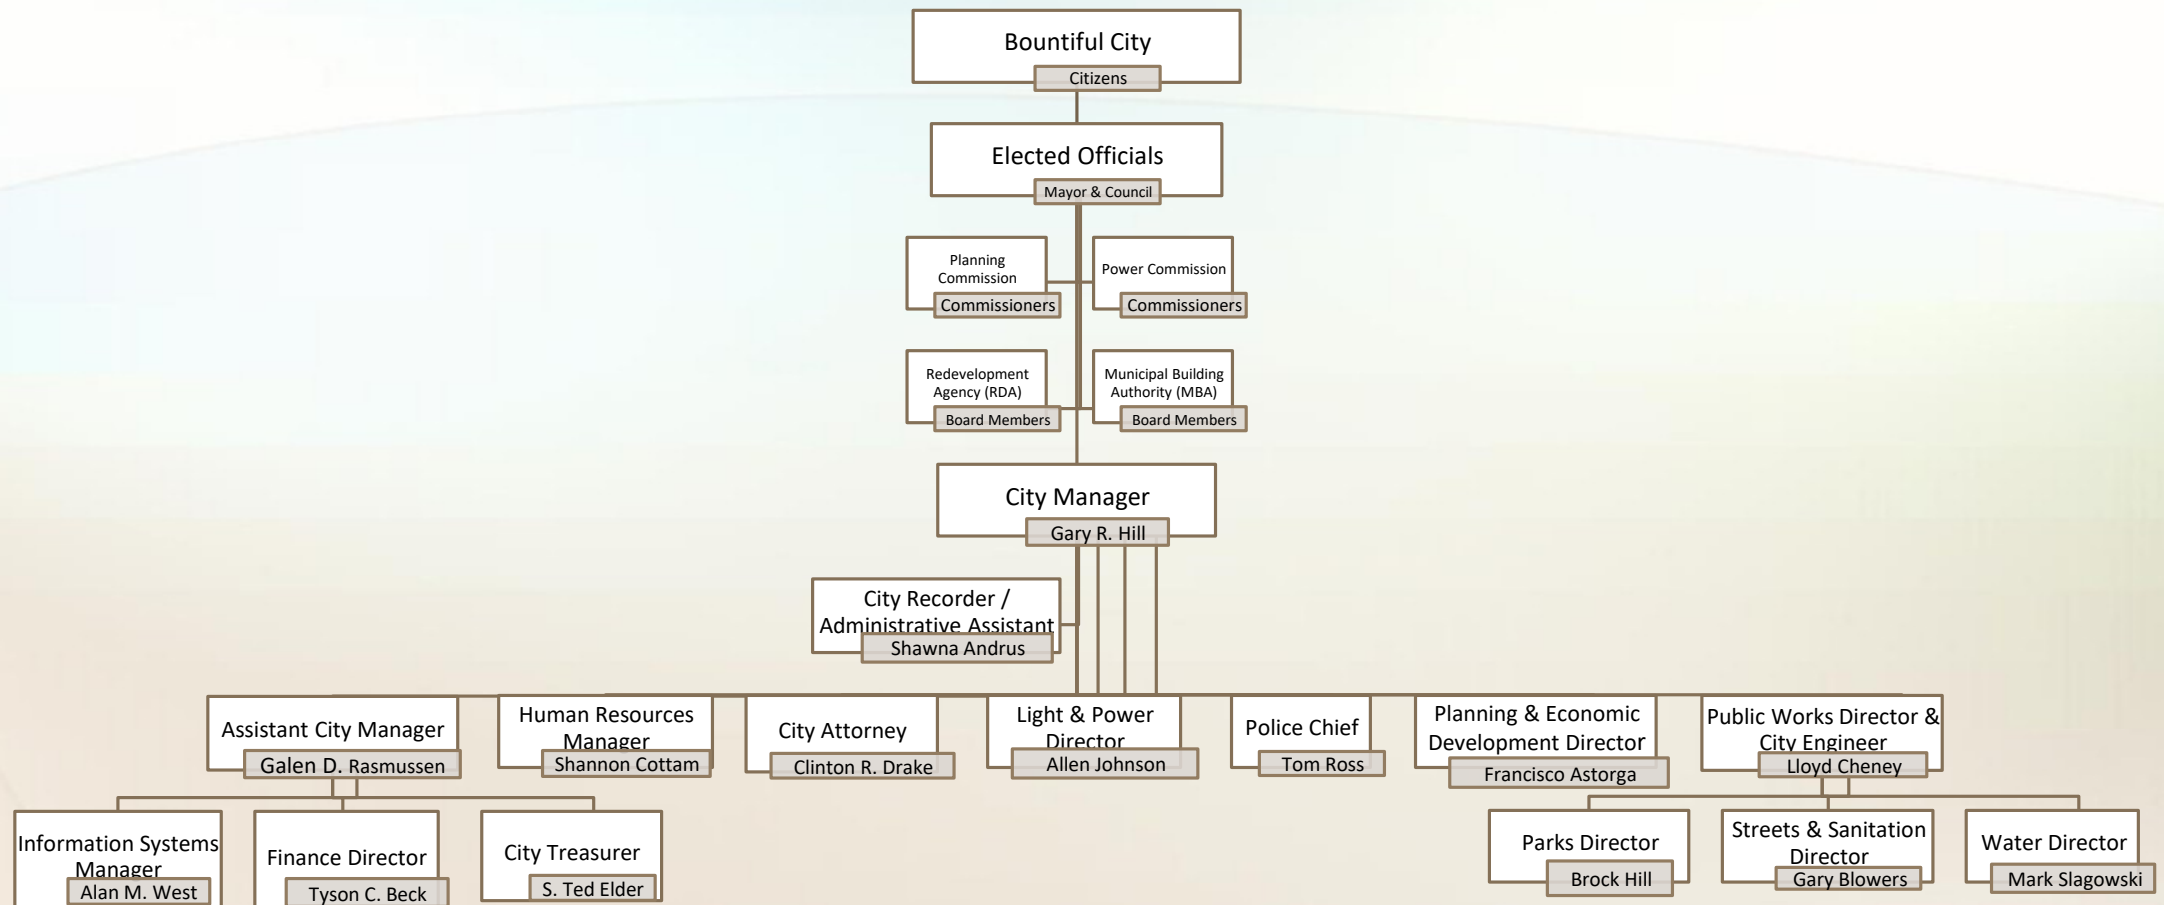 Bountiful City
Citizens
Elected Officials
Mayor & Council
Planning
Commission
Commissioners
Power Commission
Commissioners
Redevelopment
Agency (RDA)
Board Members
Municipal Building
Authority (MBA)
Board Members
City Manager
Gary R. Hill
City Recorder /
Administrative Assistant
Shawna Andrus
Assistant City Manager
Galen D. Rasmussen
Human Resources
Manager
Shannon Cottam
City Attorney
Clinton R. Drake
Light & Power
Director
Allen Johnson
Police Chief
Tom Ross
Planning & Economic
Development Director
Francisco Astorga
Public Works Director &
City Engineer
Lloyd Cheney
Information Systems
Manager
Alan M. West
Finance Director
Tyson C. Beck
City Treasurer
S. Ted Elder
Parks Director
Brock Hill
Streets & Sanitation
Director
Gary Blowers
Water Director
Mark Slagowski